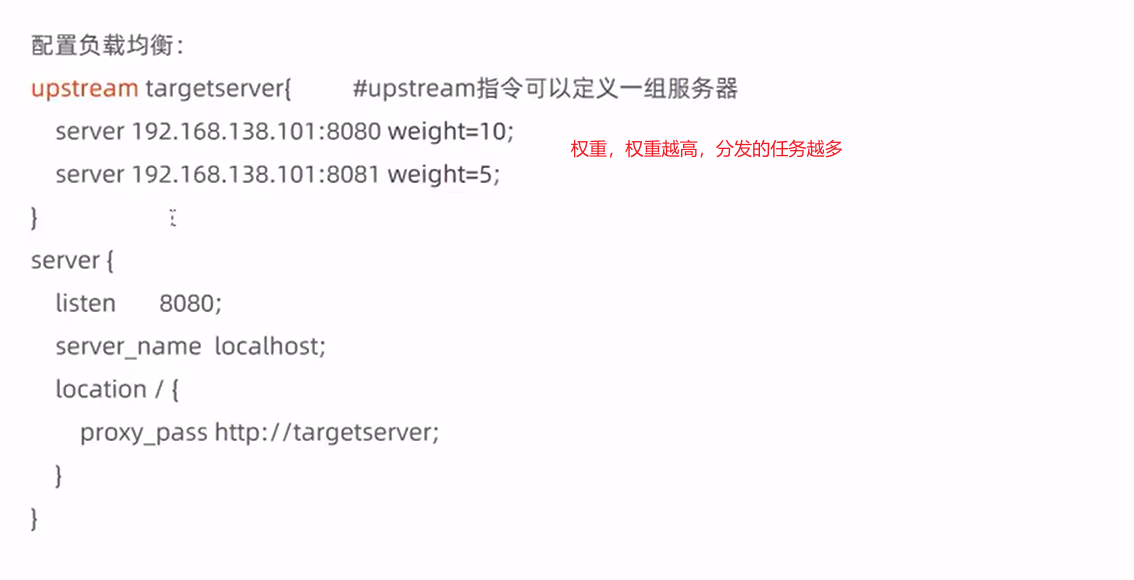 配置负载均衡：
upstream targetserver{ #upstream指令可以定义一组服务器
server 192.168.138.101:8080 weight=10;
权重，权重越高，分发的任务越多
server 192.168.138.101:8081 weight=5;
}
server {
listen 8080;
server_name localhost;
location / {
proxy_pass http://targetserver;
}
}